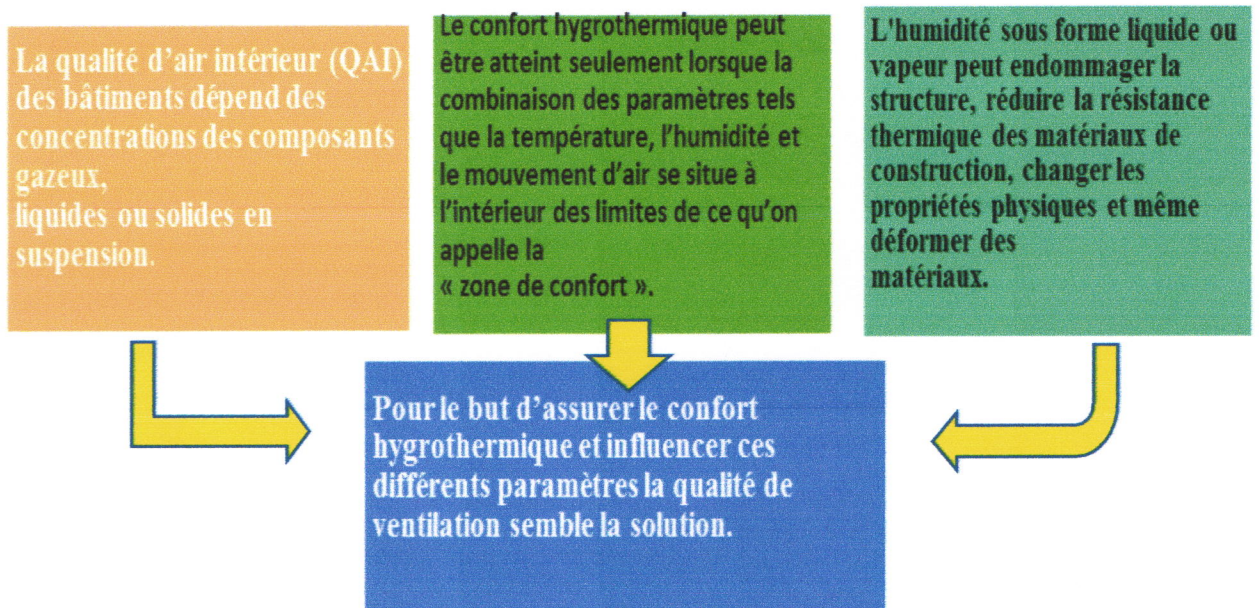 La qualité d’air intérieur (QAI)
des bâtiments dépend des
concentrations des composants
gazeux,
liquides ou solides en
suspension.
Le confort hygrothermique peut
être atteint seulement lorsque la
combinaison des paramètres tels
que la température, l’humidité et
le mouvement d’air se situe à
l’intérieur des limites de ce qu’on
appelle la
« zone de confort ».
L'humidité sous forme liquide ou
vapeur peut endommager la
structure, réduire la résistance
thermique des matériaux de
construction, changer les
propriétés physiques et même
déformer des
matériaux.
Pour le but d’assurer le confort
hygrothermique et influencer ces
différents paramètres la qualité de
ventilation semble la solution.